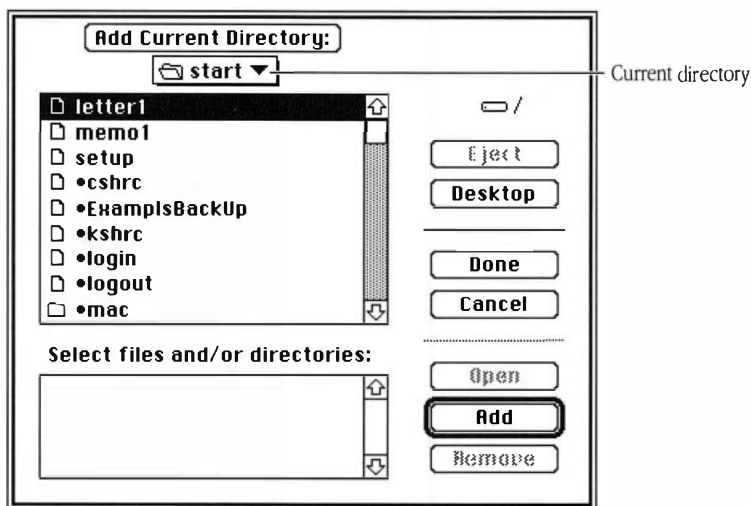 Add Current Directory:
start
Current directory
letter1
memo1
setup
•cshrc
•ExamplsBackUp
•kshrc
•login
•logout
•mac
/
Eject
Desktop
Done
Cancel
Select files and/or directories:
Open
Add
Remove